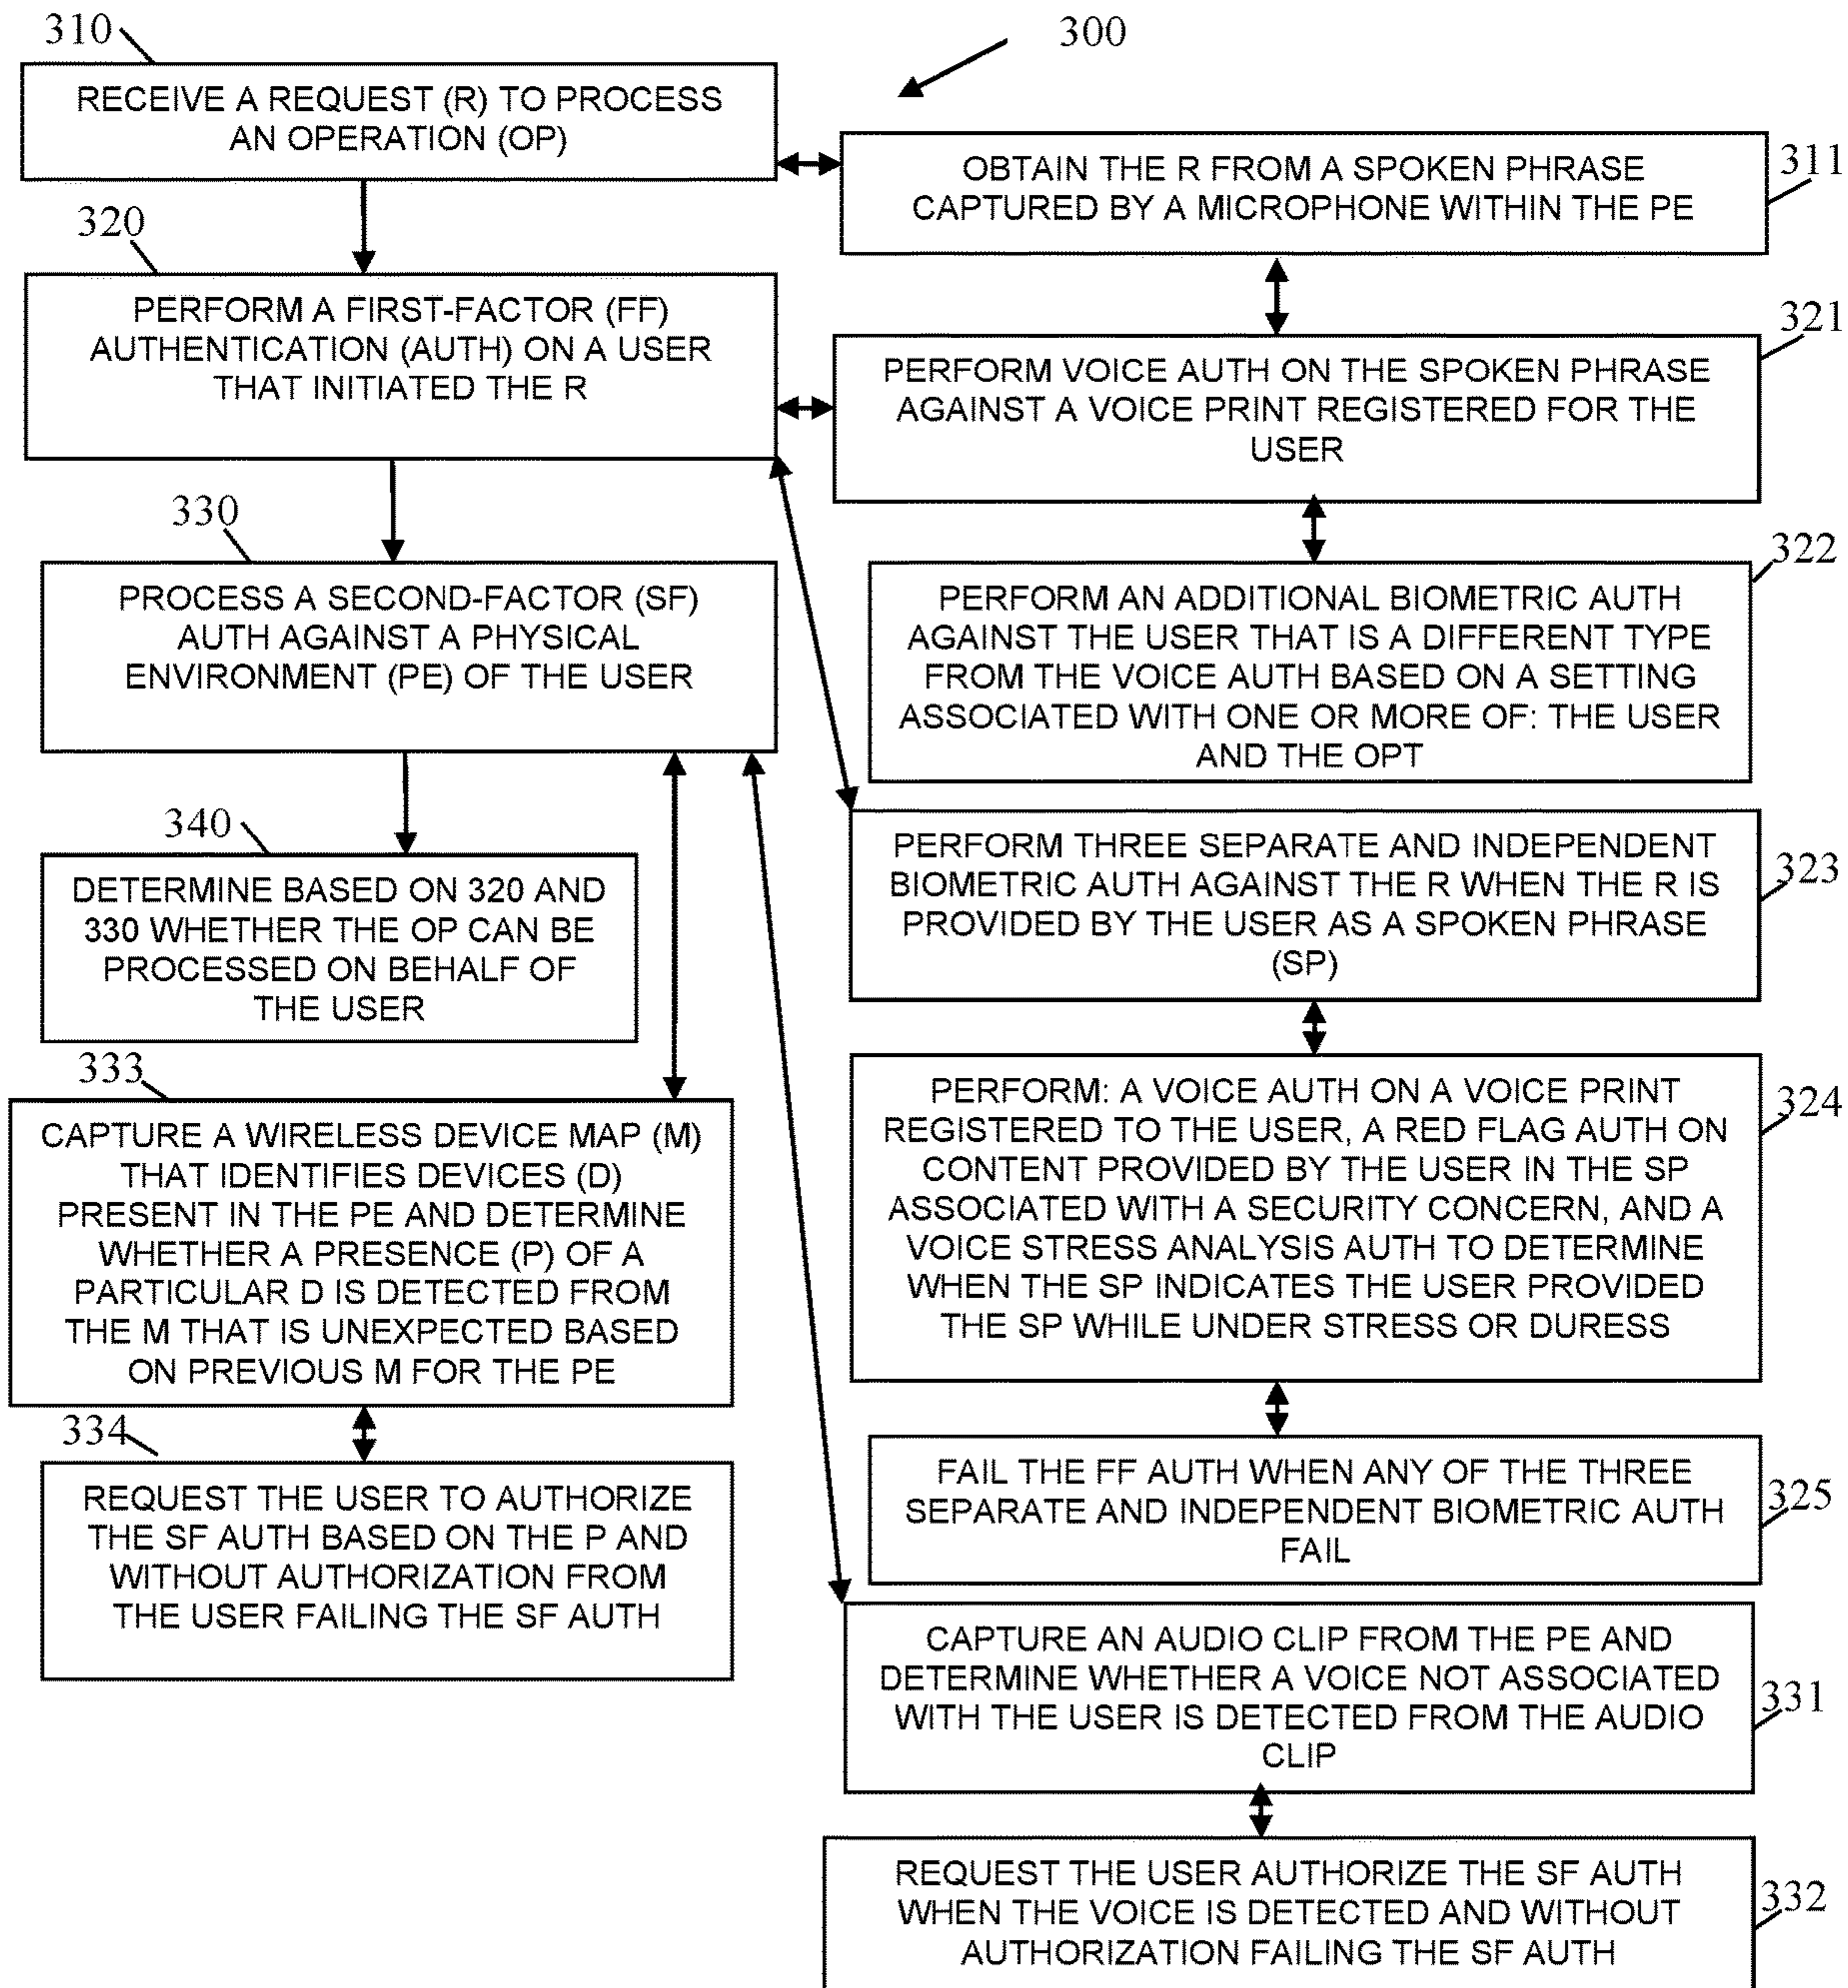 310
300
RECEIVE A REQUEST (R) TO PROCESS
AN OPERATION (OP)
311
OBTAIN THE R FROM A SPOKEN PHRASE
CAPTURED BY A MICROPHONE WITHIN THE PE
320
PERFORM A FIRST-FACTOR (FF)
AUTHENTICATION (AUTH) ON A USER
THAT INITIATED THE R
321
PERFORM VOICE AUTH ON THE SPOKEN PHRASE
AGAINST A VOICE PRINT REGISTERED FOR THE
USER
330
PROCESS A SECOND-FACTOR (SF)
AUTH AGAINST A PHYSICAL
ENVIRONMENT (PE) OF THE USER
322
PERFORM AN ADDITIONAL BIOMETRIC AUTH
AGAINST THE USER THAT IS A DIFFERENT TYPE
FROM THE VOICE AUTH BASED ON A SETTING
ASSOCIATED WITH ONE OR MORE OF: THE USER
AND THE OPT
340
DETERMINE BASED ON 320 AND
330 WHETHER THE OP CAN BE
PROCESSED ON BEHALF OF
THE USER
323
PERFORM THREE SEPARATE AND INDEPENDENT
BIOMETRIC AUTH AGAINST THE R WHEN THE R IS
PROVIDED BY THE USER AS A SPOKEN PHRASE
(SP)
333
CAPTURE A WIRELESS DEVICE MAP (M)
THAT IDENTIFIES DEVICES (D)
PRESENT IN THE PE AND DETERMINE
WHETHER A PRESENCE (P) OF A
PARTICULAR D IS DETECTED FROM
THE M THAT IS UNEXPECTED BASED
ON PREVIOUS M FOR THE PE
324
PERFORM: A VOICE AUTH ON A VOICE PRINT
REGISTERED TO THE USER, A RED FLAG AUTH ON
CONTENT PROVIDED BY THE USER IN THE SP
ASSOCIATED WITH A SECURITY CONCERN, AND A
VOICE STRESS ANALYSIS AUTH TO DETERMINE
WHEN THE SP INDICATES THE USER PROVIDED
THE SP WHILE UNDER STRESS OR DURESS
334
REQUEST THE USER TO AUTHORIZE
THE SF AUTH BASED ON THE P AND
WITHOUT AUTHORIZATION FROM
THE USER FAILING THE SF AUTH
325
FAIL THE FF AUTH WHEN ANY OF THE THREE
SEPARATE AND INDEPENDENT BIOMETRIC AUTH
FAIL
331
CAPTURE AN AUDIO CLIP FROM THE PE AND
DETERMINE WHETHER A VOICE NOT ASSOCIATED
WITH THE USER IS DETECTED FROM THE AUDIO
CLIP
332
REQUEST THE USER AUTHORIZE THE SF AUTH
WHEN THE VOICE IS DETECTED AND WITHOUT
AUTHORIZATION FAILING THE SF AUTH